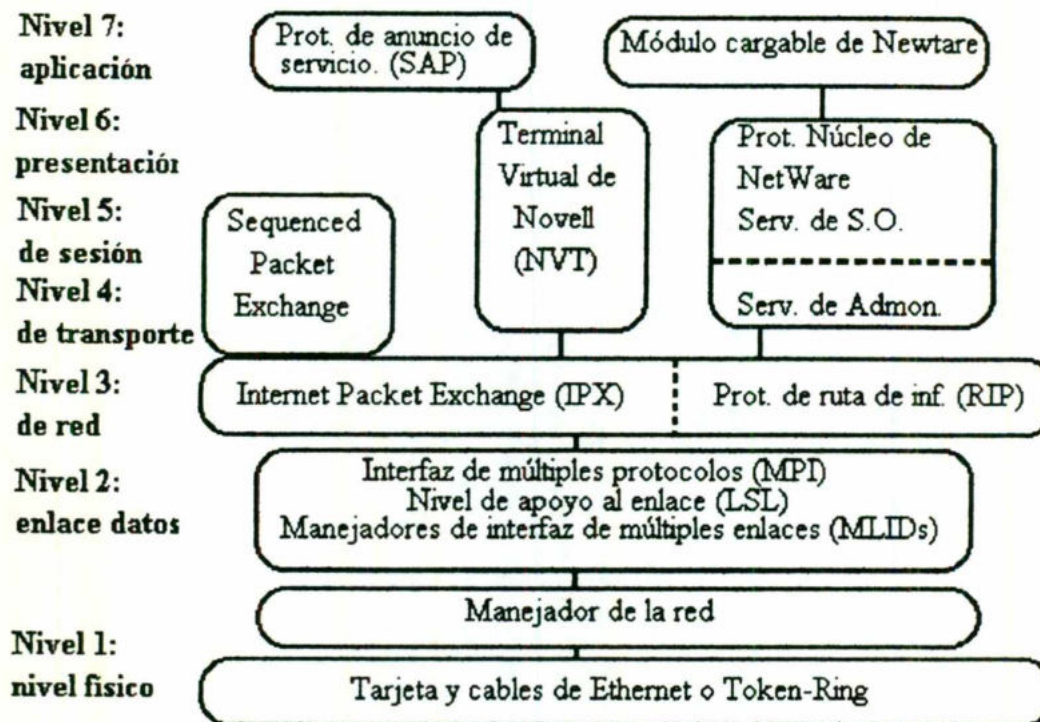 Nivel 7:
aplicación
Prot. de anuncio de
servicio. (SAP)
Módulo cargable de Newtare
Nivel 6:
presentación
Terminal
Virtual de
Novell
(NVT)
Prot. Núcleo de
NetWare
Serv. de S.O.
Serv. de Admon.
Nivel 5:
de sesión
Sequenced
Packet
Exchange
Nivel 4:
de transporte
Nivel 3:
de red
Internet Packet Exchange (IPX)
Prot. de ruta de inf. (RIP)
Nivel 2:
enlace datos
Interfaz de múltiples protocolos (MPI)
Nivel de apoyo al enlace (LSL)
Manejadores de interfaz de múltiples enlaces (MLIDs)
Manejador de la red
Nivel 1:
nivel físico
Tarjeta y cables de Ethernet o Token-Ring